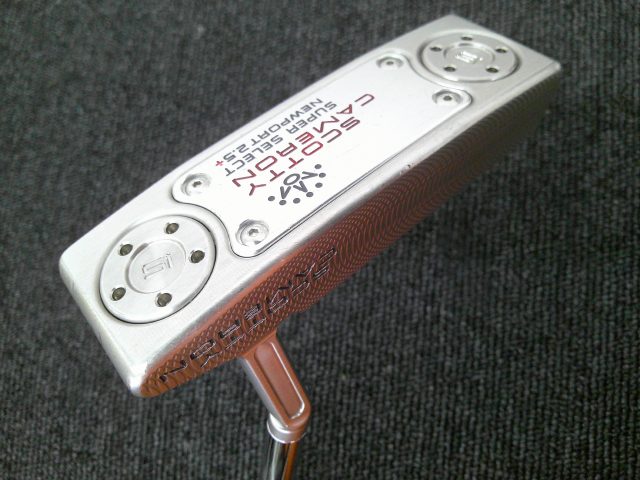 SCOTTY
CAMERON
SUPER SELECT
NEWPORT 2.5+